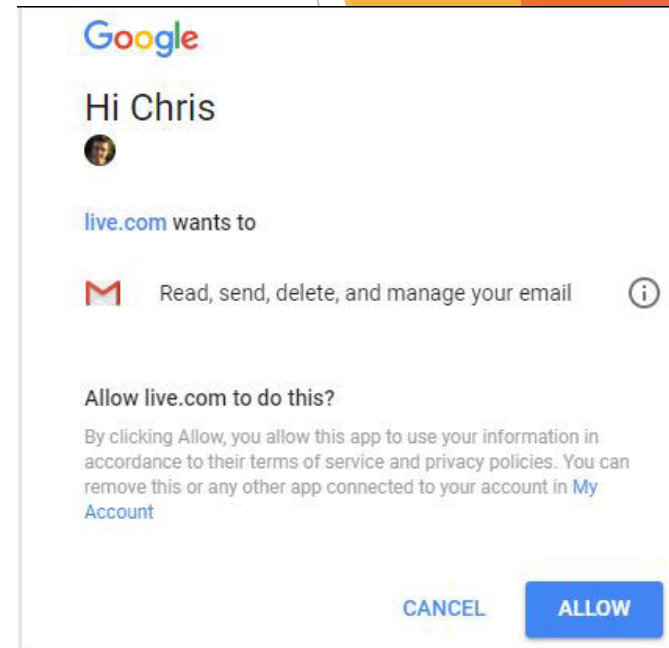 Google
Hi Chris
live.com wants to
Read, send, delete, and manage your email
Allow live.com to do this?
By clicking Allow, you allow this app to use your information in
accordance to their terms of service and privacy policies. You can
remove this or any other app connected to your account in My
Account
CANCEL ALLOW